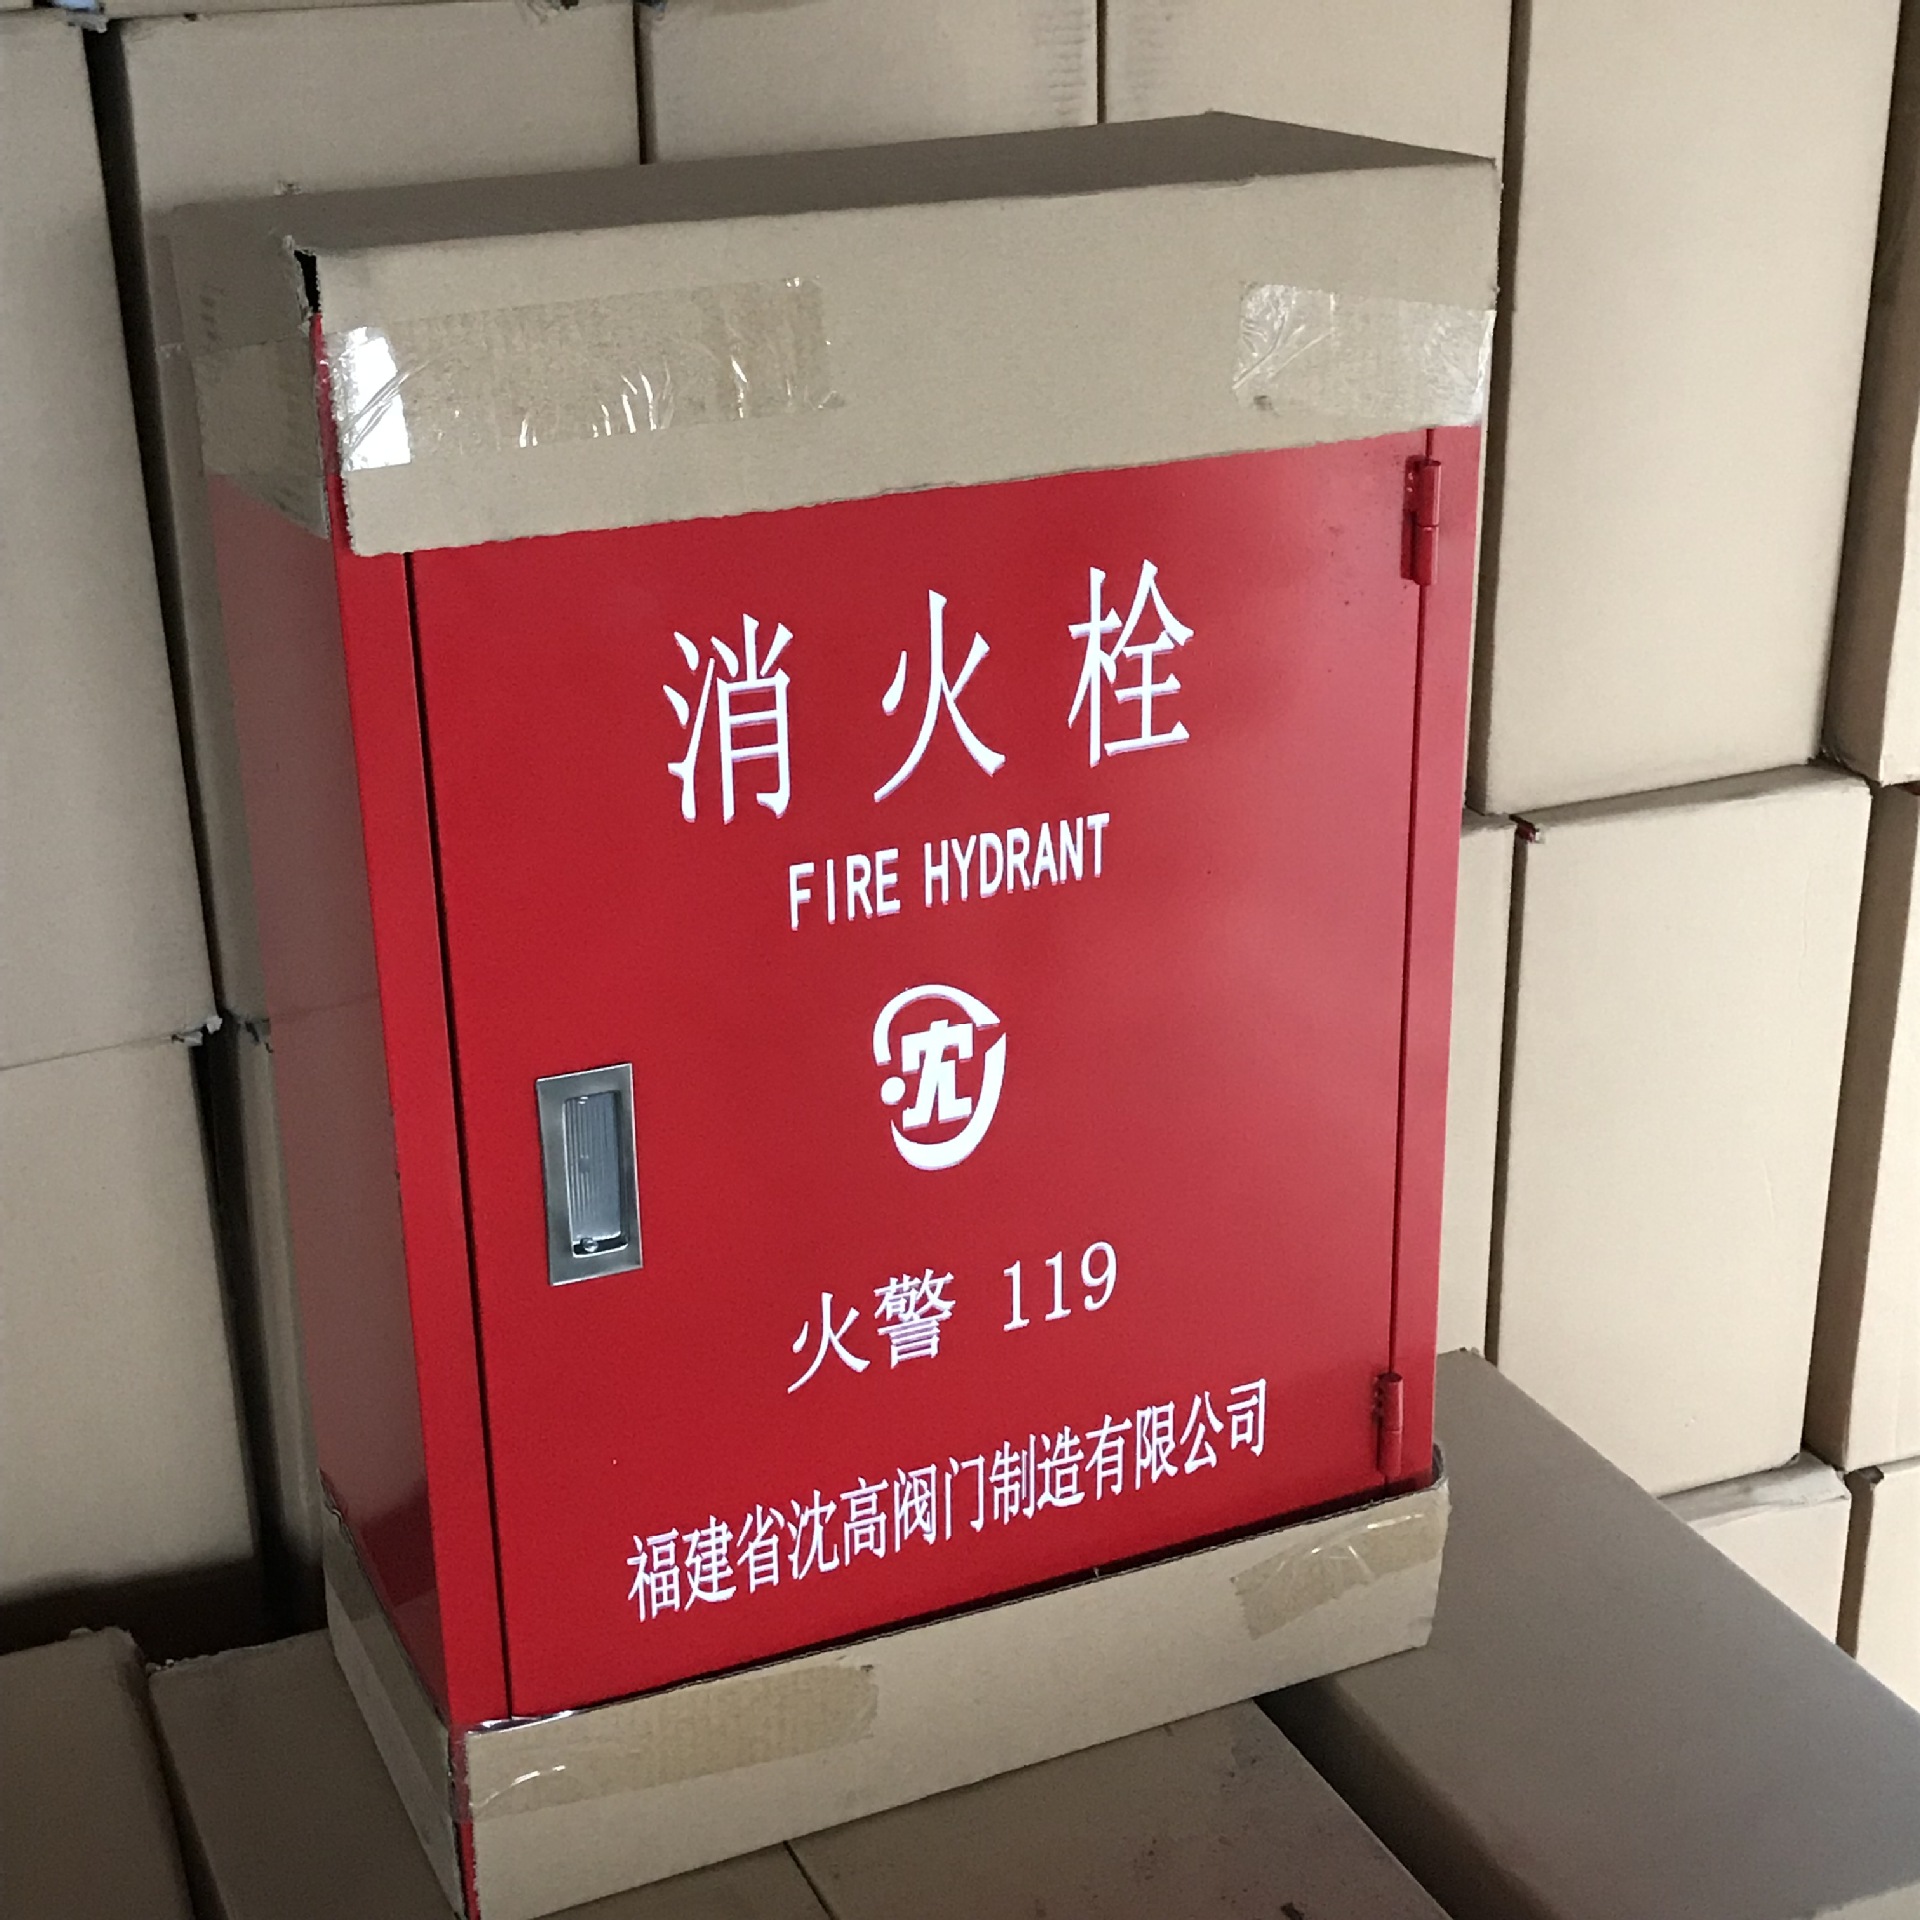 消火栓
FIRE HYDRANT
火警 119
福建省沈高阀门制造有限公司